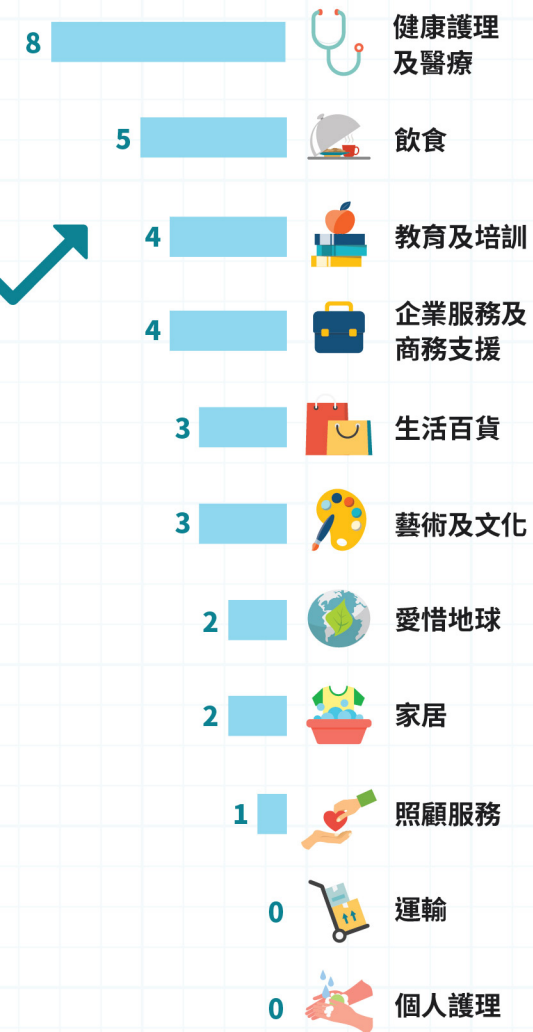 8
健康護理
及醫療
5
飲食
4
教育及培訓
4
企業服務及
商務支援
3
生活百貨
3
藝術及文化
2
愛惜地球
2
家居
1
照顧服務
0
運輸
0
個人護理